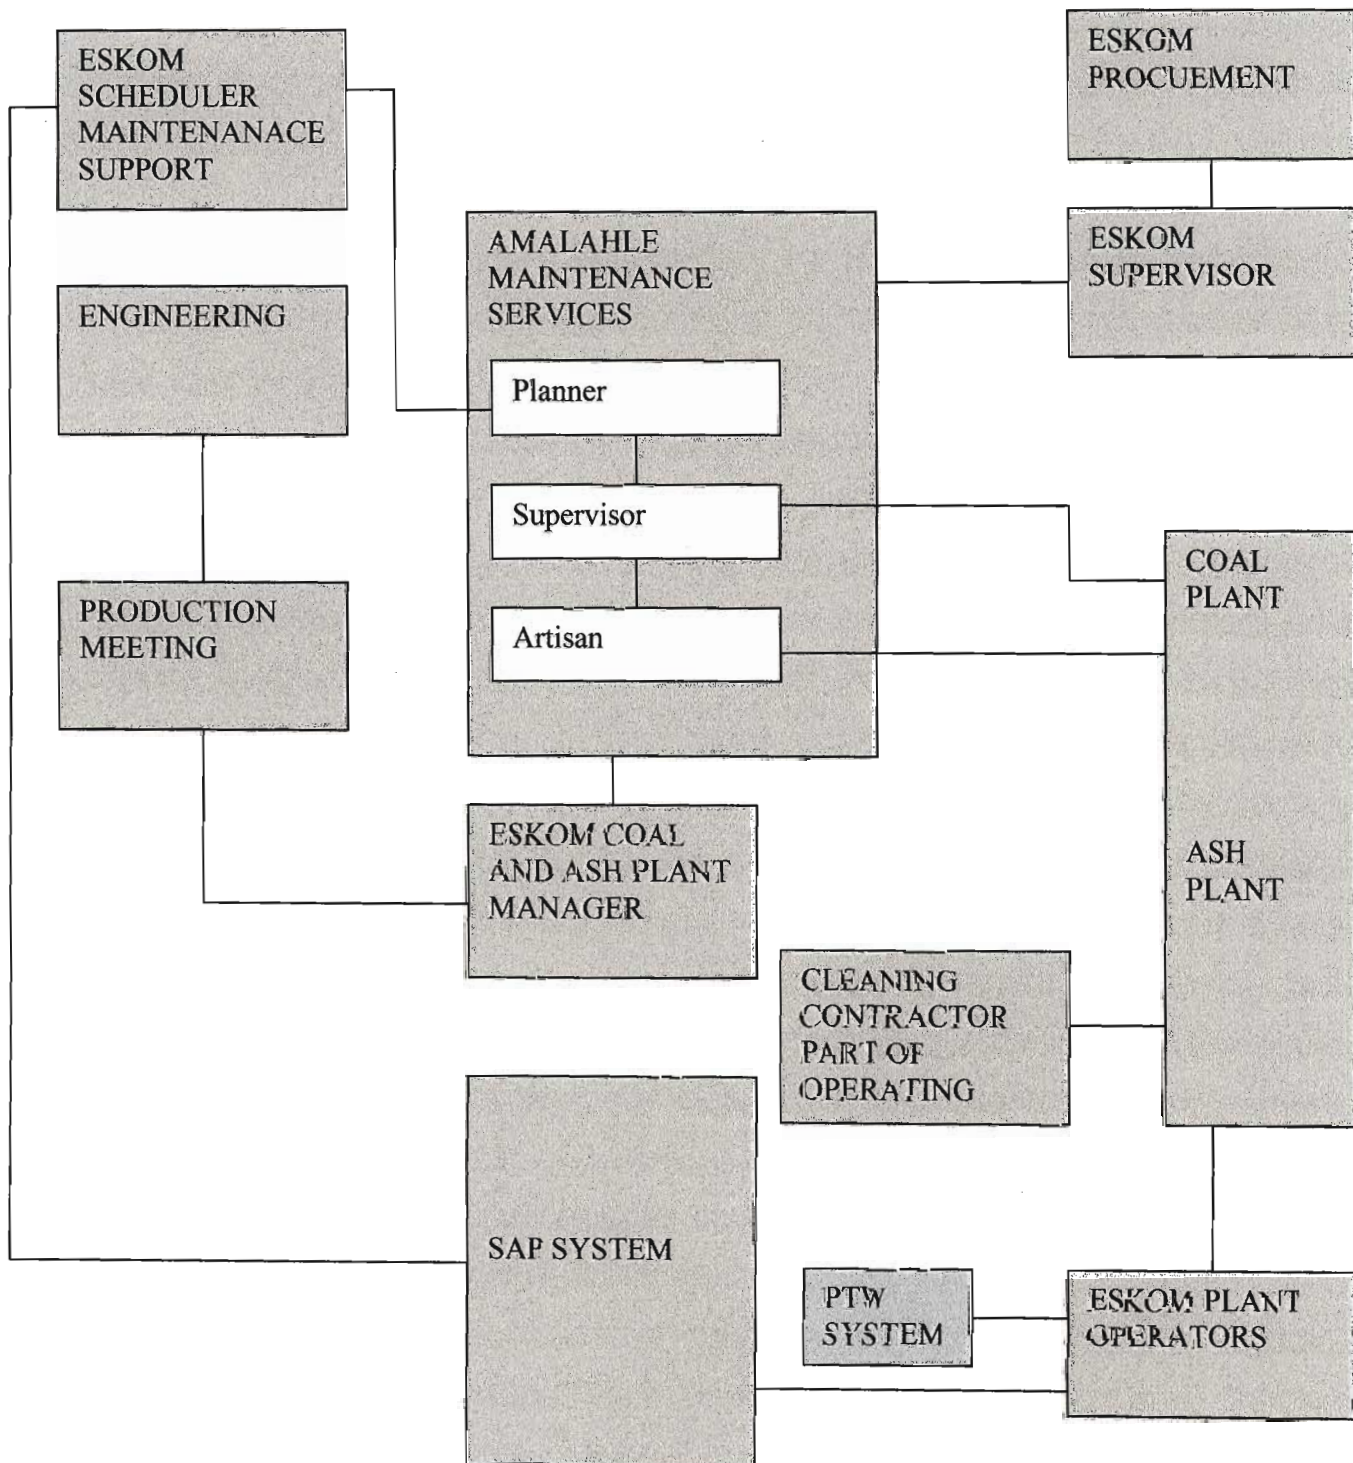 ESKOM
SCHEDULER
MAINTENANACE
SUPPORT
ESKOM
PROCUEMENT
AMALAHLE
MAINTENANCE
SERVICES
ESKOM
SUPERVISOR
ENGINEERING
Planner
Supervisor
Artisan
COAL
PLANT
PRODUCTION
MEETING
ESKOM COAL
AND ASH PLANT
MANAGER
ASH
PLANT
CLEANING
CONTRACTOR
PART OF
OPERATING
SAP SYSTEM
PTW
SYSTEM
ESKOM PLANT
OPERATORS